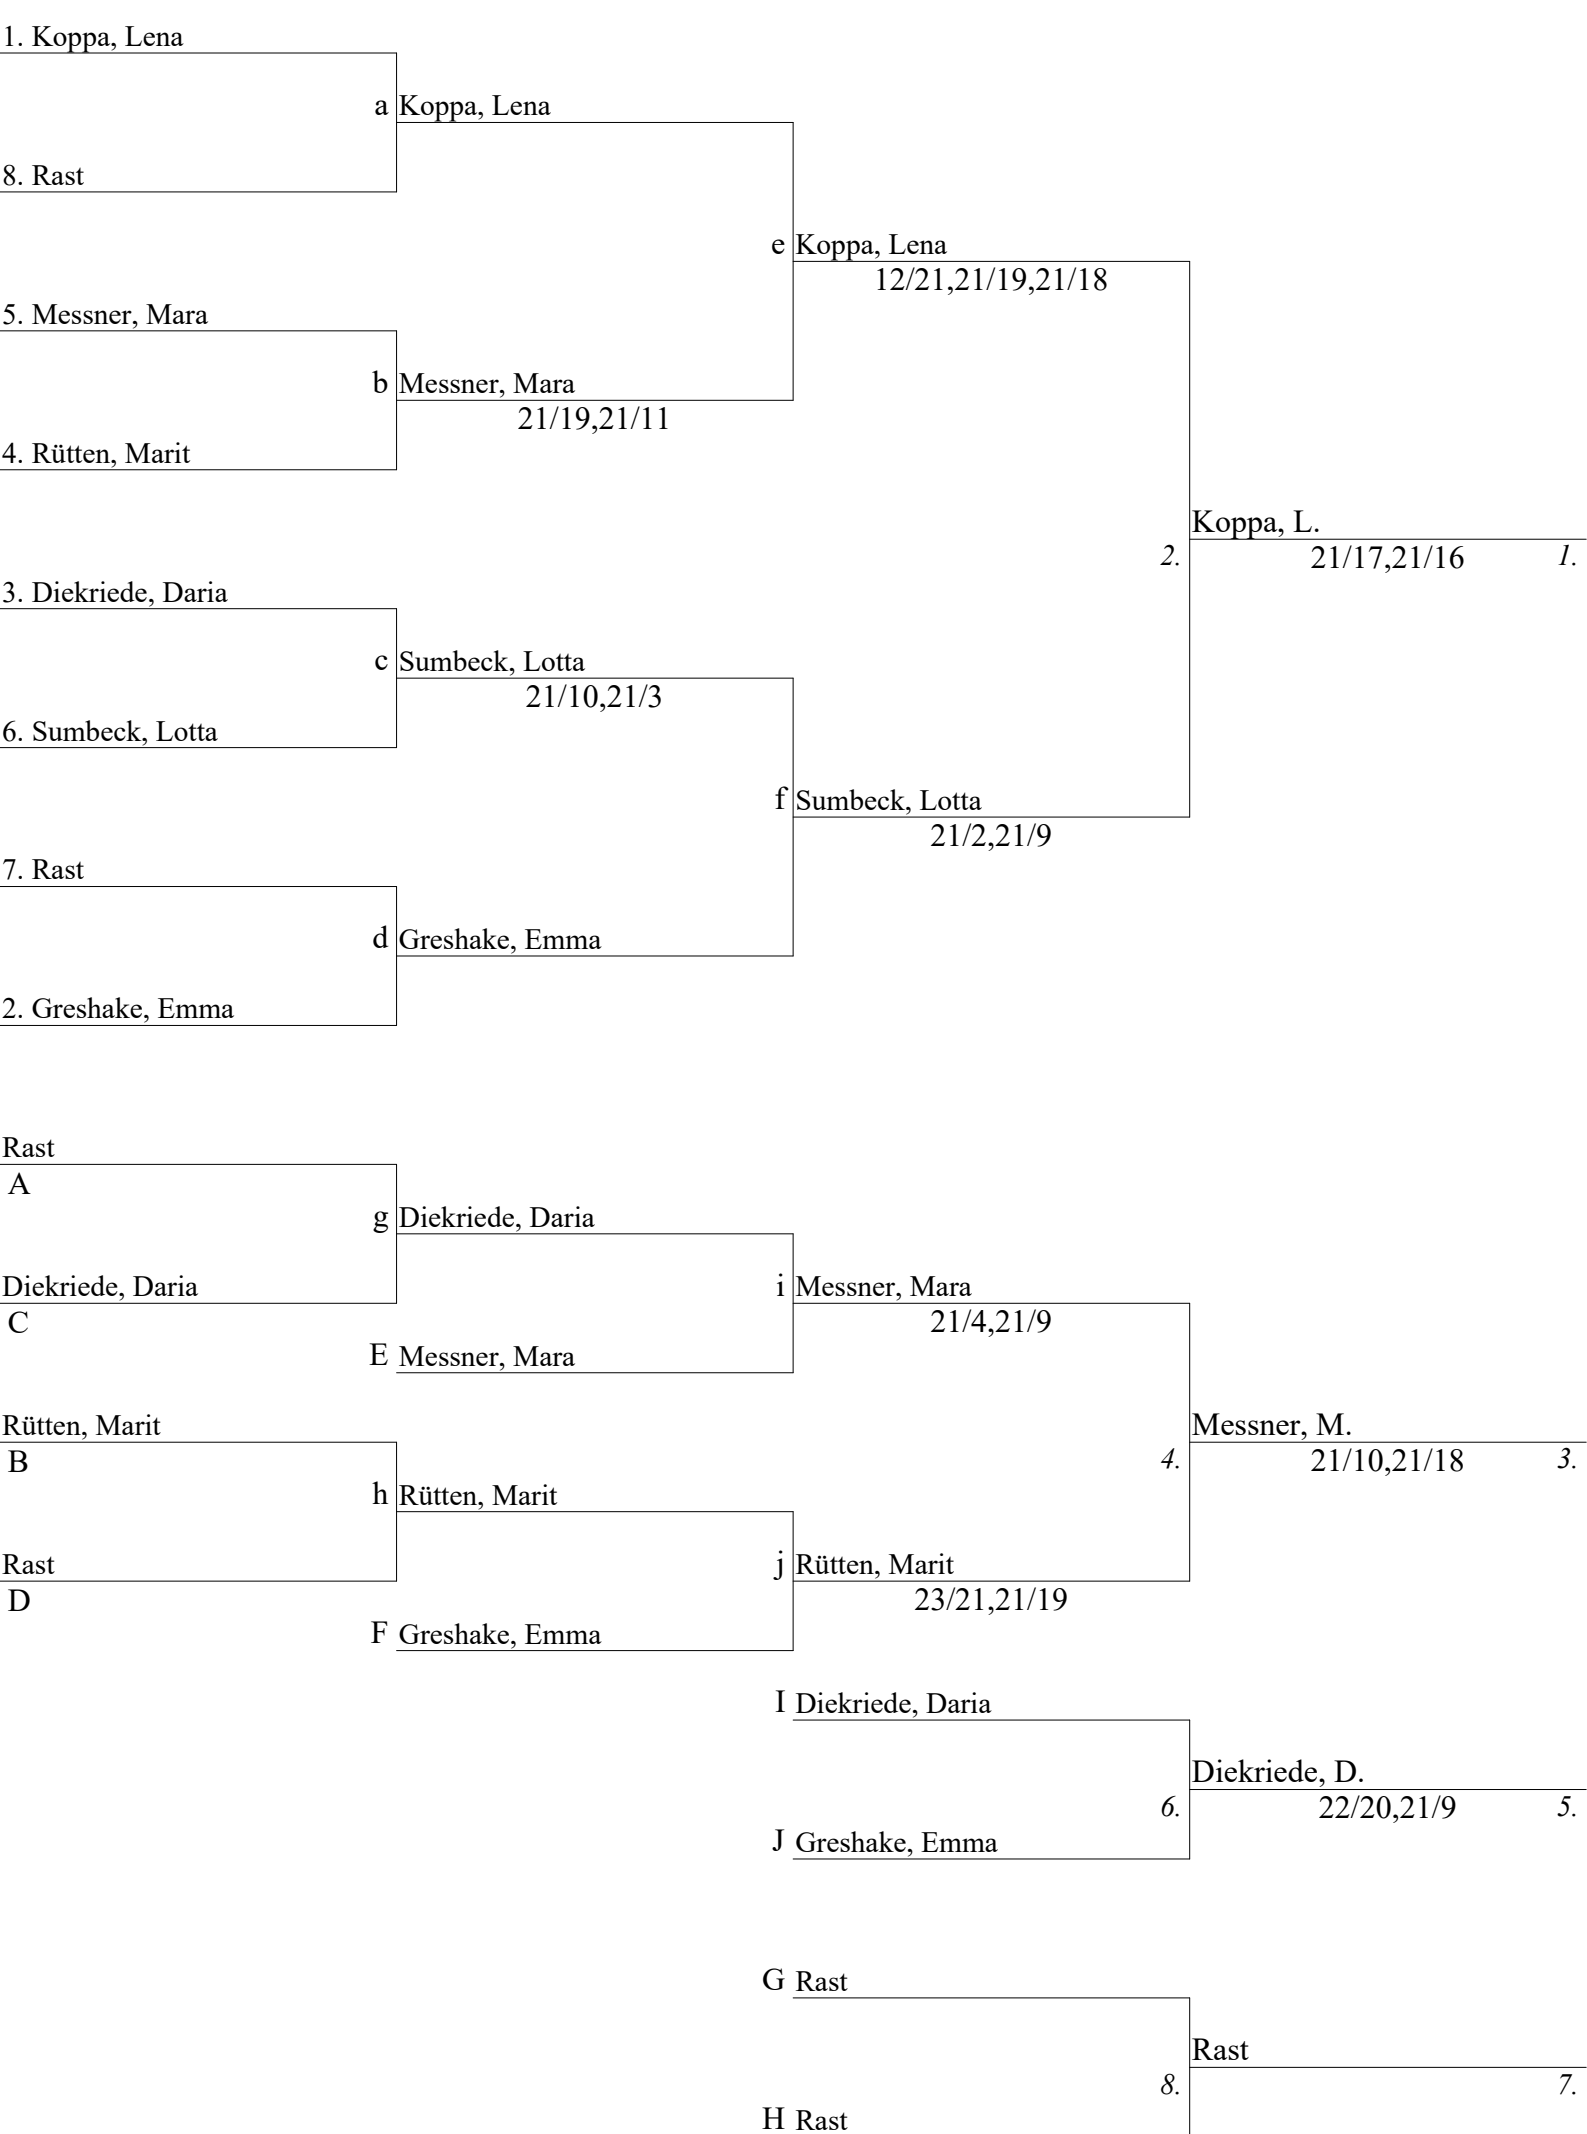 1. Koppa, Lena
a Koppa, Lena
8. Rast
e Koppa, Lena
12/21,21/19,21/18
5. Messner, Mara
b Messner, Mara
21/19,21/11
4. Rütten, Marit
Koppa, L.
2. 21/17,21/16 1.
3. Diekriede, Daria
c Sumbeck, Lotta
21/10,21/3
6. Sumbeck, Lotta
f Sumbeck, Lotta
21/2,21/9
7. Rast
d Greshake, Emma
2. Greshake, Emma
Rast
A
g Diekriede, Daria
Diekriede, Daria
i Messner, Mara
C
21/4,21/9
E Messner, Mara
Rütten, Marit
Messner, M.
B
4. 21/10,21/18 3.
h Rütten, Marit
Rast
j Rütten, Marit
D
23/21,21/19
F Greshake, Emma
I Diekriede, Daria
Diekriede, D.
6. 22/20,21/9 5.
J Greshake, Emma
G Rast
Rast
8. 7.
H Rast